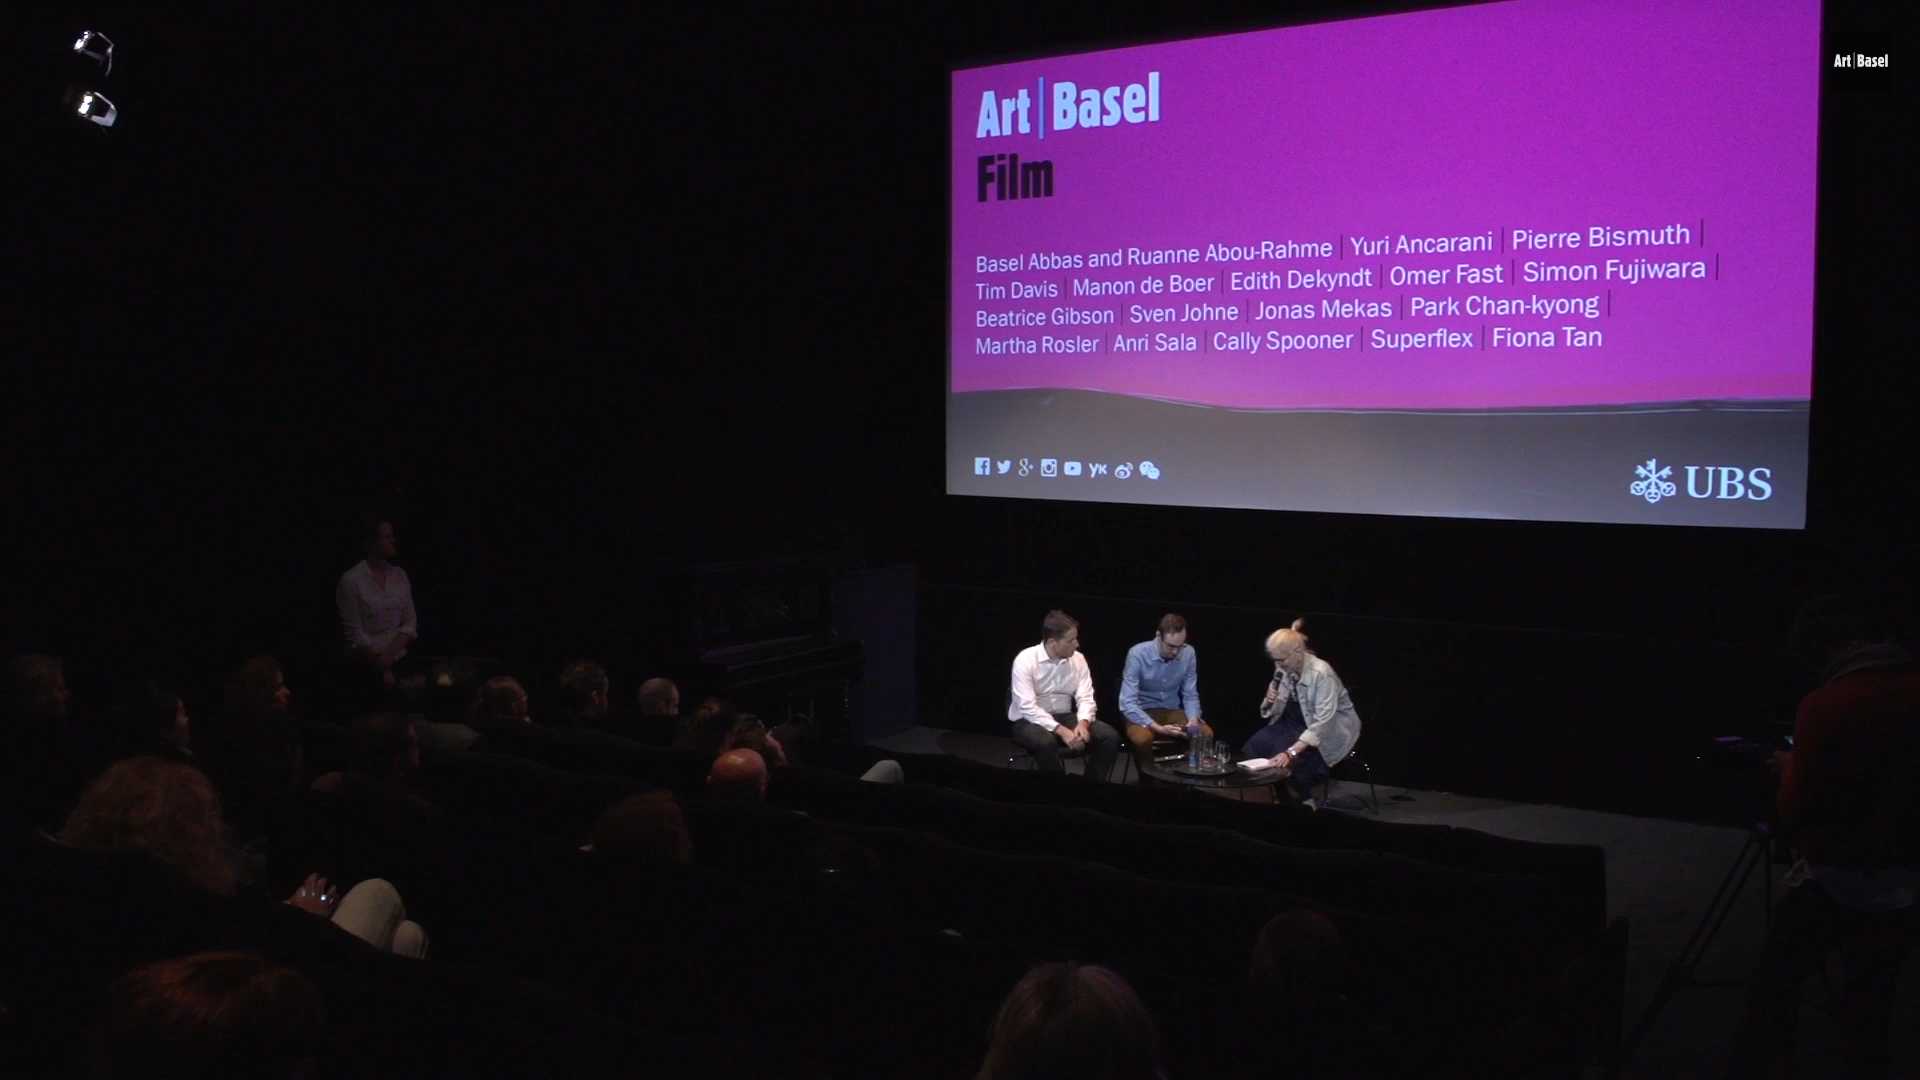 Art|Basel
Art|Basel
Film
Basel Abbas and Ruanne Abou-Rahme | Yuri Ancarani | Pierre Bismuth |
Tim Davis | Manon de Boer | Edith Dekyndt | Omer Fast | Simon Fujiwara |
Beatrice Gibson | Sven Johne | Jonas Mekas | Park Chan-kyong |
Martha Rosler | Anri Sala | Cally Spooner | Superflex | Fiona Tan
UBS